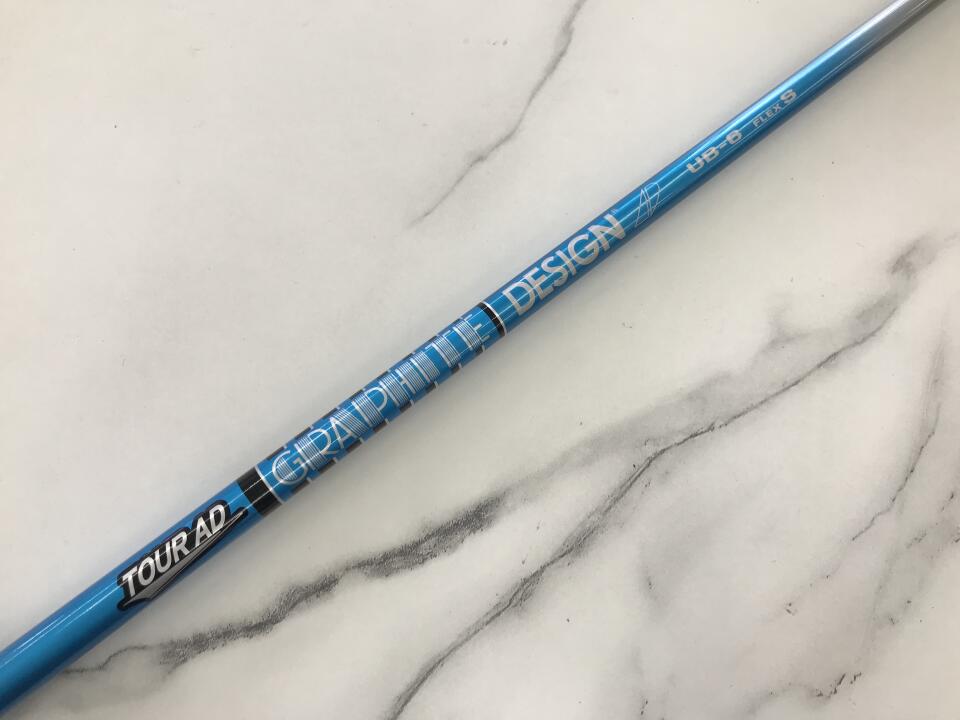 TOUR AD
GRAPHITE DESIGN
UB-6 FLEX S